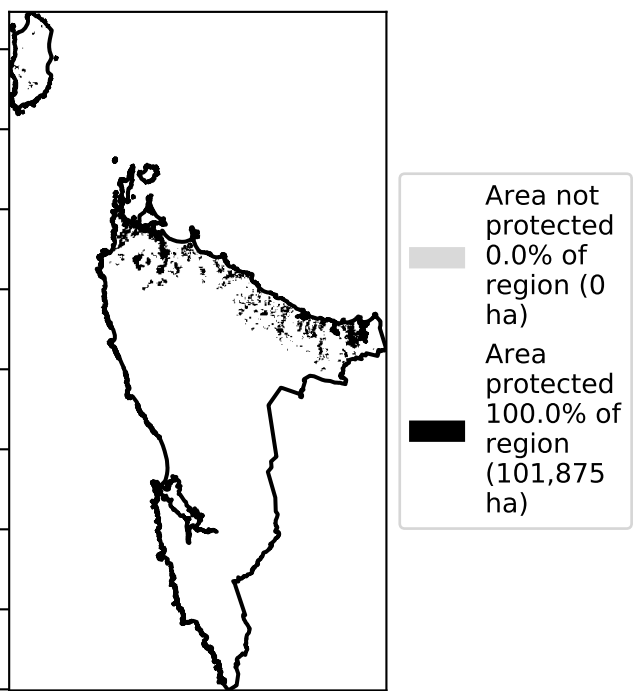 Area not
protected
0.0% of
region (0
ha)
Area
protected
100.0% of
region
(101,875
ha)